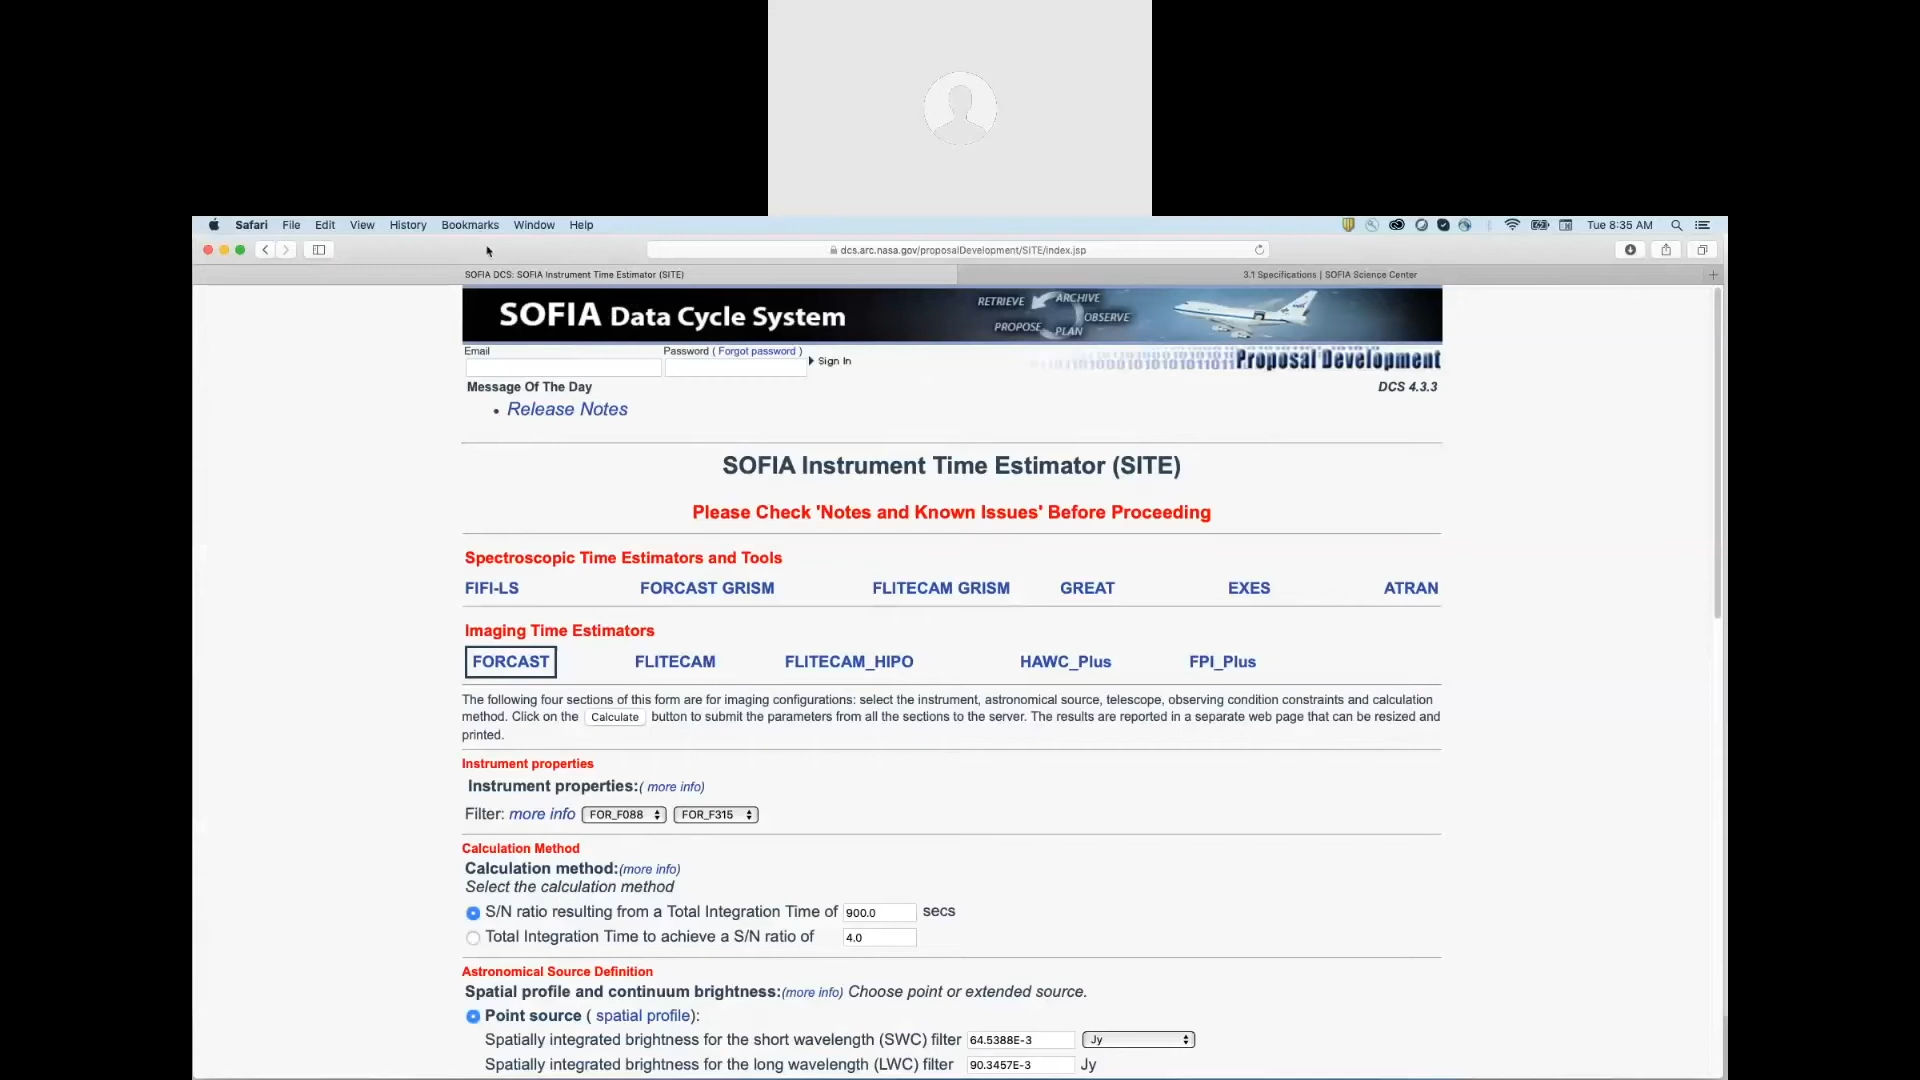 Safari File Edit View History Bookmarks Window Help Tue 8:35 AM
dcs.arc.nasa.gov/proposalDevelopment/SITE/index.jsp
SOFIA DCS: SOFIA Instrument Time Estimator (SITE) 3.1 Specifications | SOFIA Science Center
SOFIA Data Cycle System
RETRIEVE ARCHIVE
OBSERVE
PROPOSE PLAN
Email Password ( Forgot password ) Sign In
Proposal Development
Message Of The Day DCS 4.3.3
• Release Notes
SOFIA Instrument Time Estimator (SITE)
Please Check 'Notes and Known Issues' Before Proceeding
Spectroscopic Time Estimators and Tools
FIFI-LS FORCAST GRISM FLITECAM GRISM GREAT EXES ATRAN
Imaging Time Estimators
FORCAST FLITECAM FLITECAM_HIPO HAWC_Plus FPI_Plus
The following four sections of this form are for imaging configurations: select the instrument, astronomical source, telescope, observing condition constraints and calculation
method. Click on the Calculate button to submit the parameters from all the sections to the server. The results are reported in a separate web page that can be resized and
printed.
Instrument properties
Instrument properties:( more info)
Filter: more info FOR_F088 FOR_F315
Calculation Method
Calculation method:(more info)
Select the calculation method
S/N ratio resulting from a Total Integration Time of 900.0 secs
Total Integration Time to achieve a S/N ratio of 4.0
Astronomical Source Definition
Spatial profile and continuum brightness:(more info) Choose point or extended source.
Point source ( spatial profile):
Spatially integrated brightness for the short wavelength (SWC) filter 64.5388E-3 Jy
Spatially integrated brightness for the long wavelength (LWC) filter 90.3457E-3 Jy